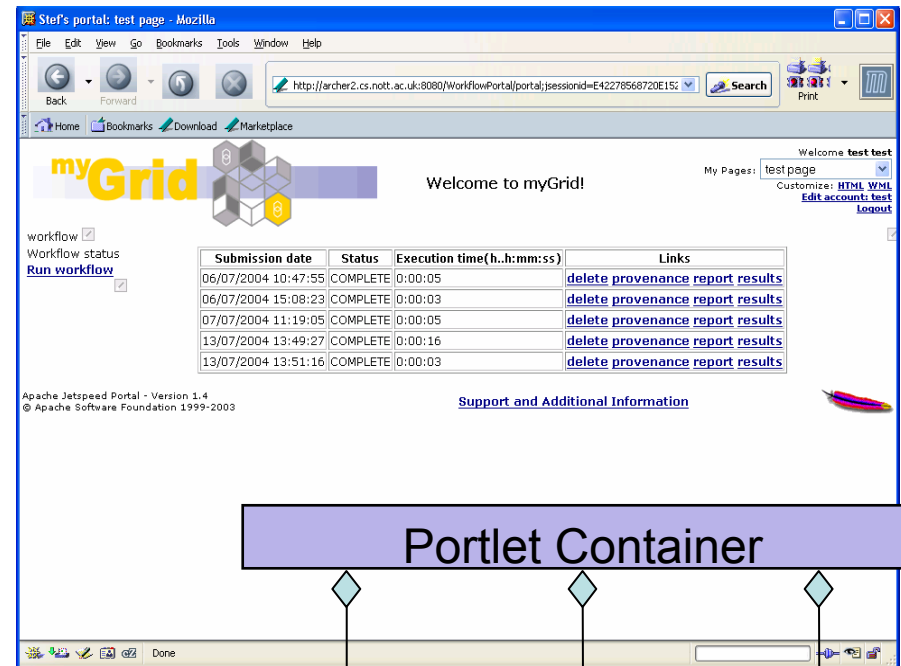 Stef's portal: test page - Mozilla
File Edit View Go Bookmarks Tools Window Help
Back Forward http://archer2.cs.nott.ac.uk:8080/WorkflowPortal/portal;jsessionid=E42278568720E152 Search Print
Home Bookmarks Download Marketplace
myGrid
Welcome to myGrid!
Welcome test test
My Pages: test page
Customize: HTML WML
Edit account: test
Logout
workflow
Workflow status
Run workflow
Submission date Status Execution time(h..h:mm:ss) Links
06/07/2004 10:47:55 COMPLETE 0:00:05 delete provenance report results
06/07/2004 15:08:23 COMPLETE 0:00:03 delete provenance report results
07/07/2004 11:19:05 COMPLETE 0:00:05 delete provenance report results
13/07/2004 13:49:27 COMPLETE 0:00:16 delete provenance report results
13/07/2004 13:51:16 COMPLETE 0:00:03 delete provenance report results
Apache Jetspeed Portal - Version 1.4
© Apache Software Foundation 1999-2003
Support and Additional Information
Portlet Container
Done